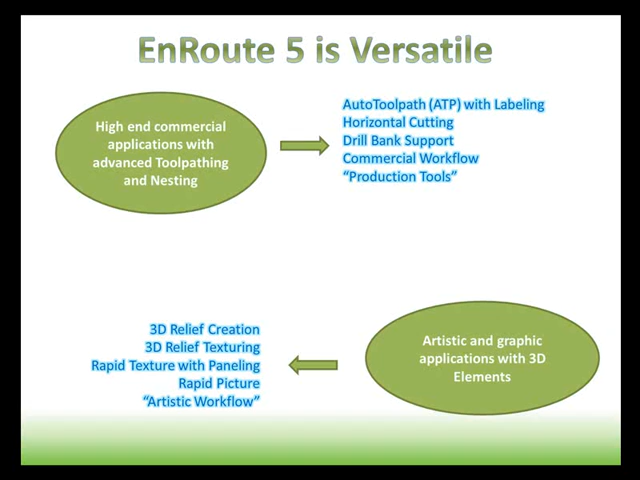 EnRoute 5 is Versatile
High end commercial
applications with
advanced Toolpathing
and Nesting
AutoToolpath (ATP) with Labeling
Horizontal Cutting
Drill Bank Support
Commercial Workflow
“Production Tools”
3D Relief Creation
3D Relief Texturing
Rapid Texture with Paneling
Rapid Picture
“Artistic Workflow”
Artistic and graphic
applications with 3D
Elements